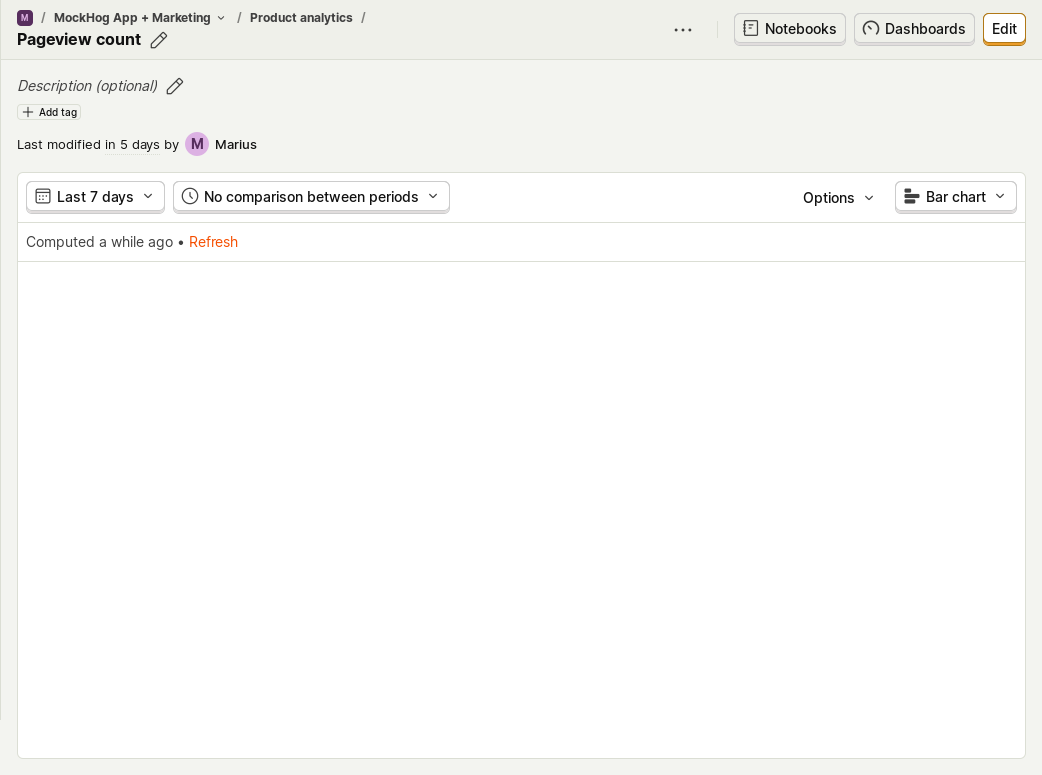 M / MockHog App + Marketing / Product analytics /
Pageview count
Notebooks
Dashboards
Edit
Description (optional)
Add tag
Last modified in 5 days by M Marius
Last 7 days
No comparison between periods
Options
Bar chart
Computed a while ago • Refresh